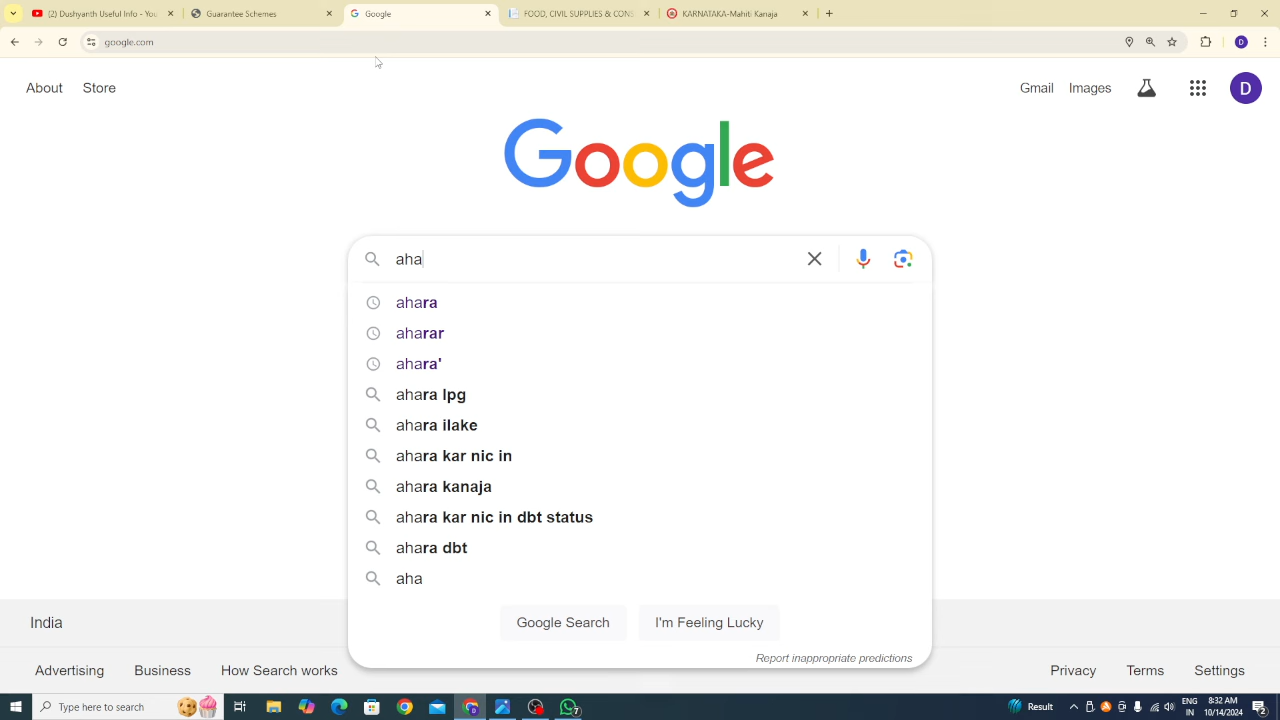 (2) Dushyanth Useful Info - You
Guarantee Schemes
Google
FOOD, CIVIL SUPPLIES & CONS
KARNATAKA-Mahiti Kanaja
google.com
D
About
Store
Gmail
Images
D
Google
aha
ahara
aharar
ahara'
ahara lpg
ahara ilake
ahara kar nic in
ahara kanaja
ahara kar nic in dbt status
ahara dbt
aha
Google Search
I'm Feeling Lucky
Report inappropriate predictions
India
Advertising
Business
How Search works
Privacy
Terms
Settings
Type here to search
7
Result
ENG
IN
8:32 AM
10/14/2024
2